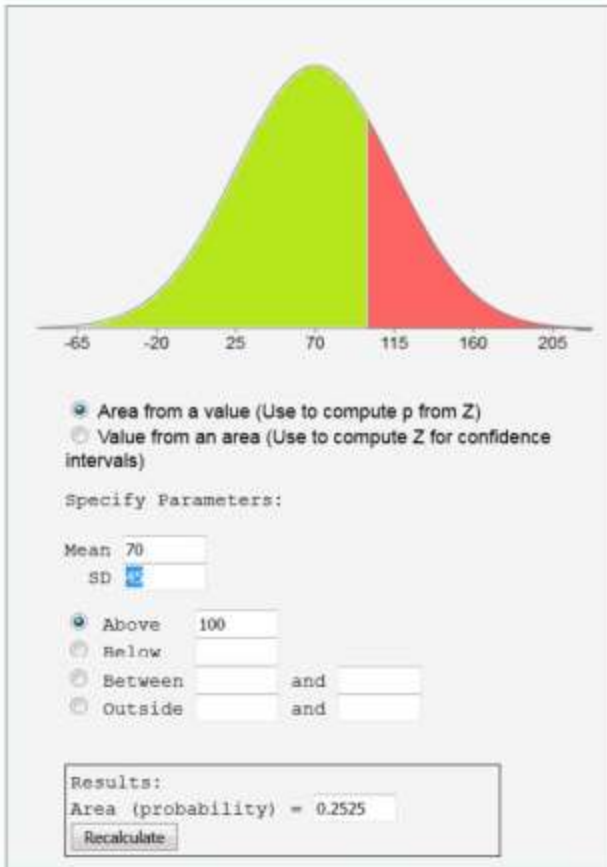 -65 -20 25 70 115 160 205
Area from a value (Use to compute p from Z)
Value from an area (Use to compute Z for confidence
intervals)
Specify Parameters:
Mean 70
SD 45
Above 100
Below
Between and
Outside and
Results:
Area (probability) = 0.2525
Recalculate